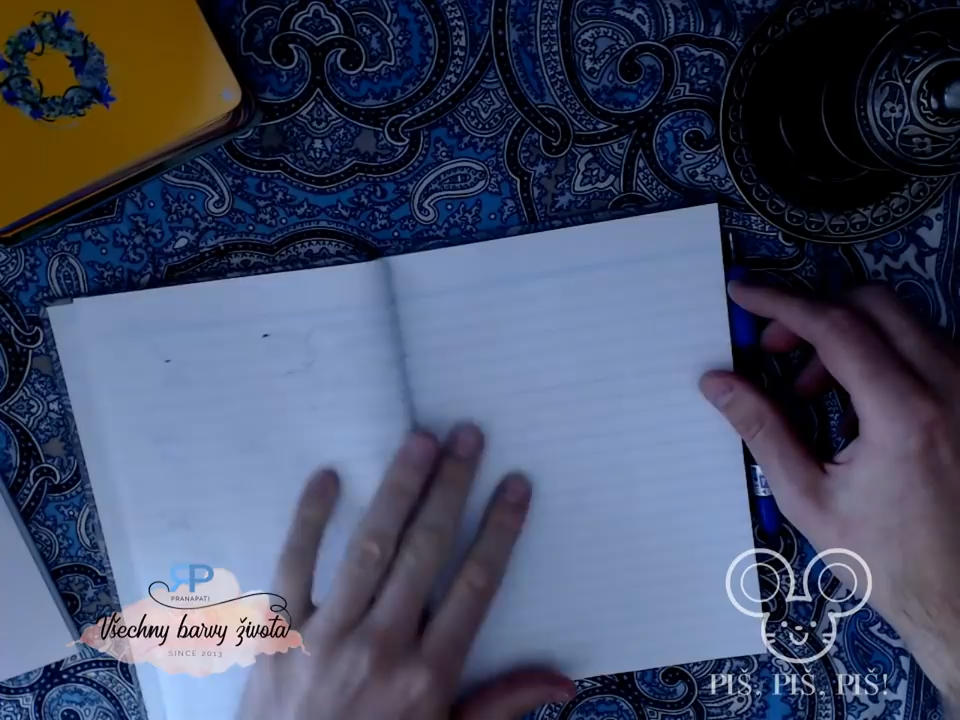 RP
PRANAPATI
Všechny barvy života
SINCE 2013
PIŠ, PIŠ, PIŠ!